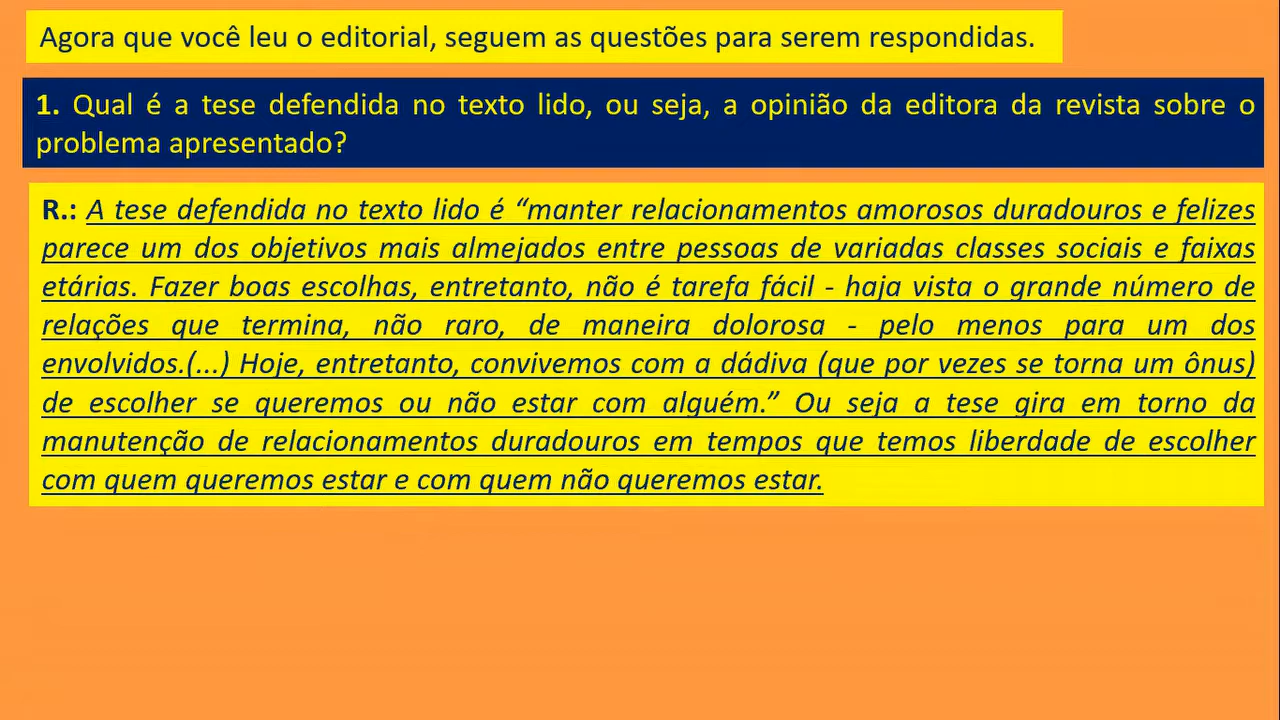 Agora que você leu o editorial, seguem as questões para serem respondidas.
1. Qual é a tese defendida no texto lido, ou seja, a opinião da editora da revista sobre o
problema apresentado?
R.: A tese defendida no texto lido é “manter relacionamentos amorosos duradouros e felizes
parece um dos objetivos mais almejados entre pessoas de variadas classes sociais e faixas
etárias. Fazer boas escolhas, entretanto, não é tarefa fácil - haja vista o grande número de
relações que termina, não raro, de maneira dolorosa - pelo menos para um dos
envolvidos.(...) Hoje, entretanto, convivemos com a dádiva (que por vezes se torna um ônus)
de escolher se queremos ou não estar com alguém.” Ou seja a tese gira em torno da
manutenção de relacionamentos duradouros em tempos que temos liberdade de escolher
com quem queremos estar e com quem não queremos estar.